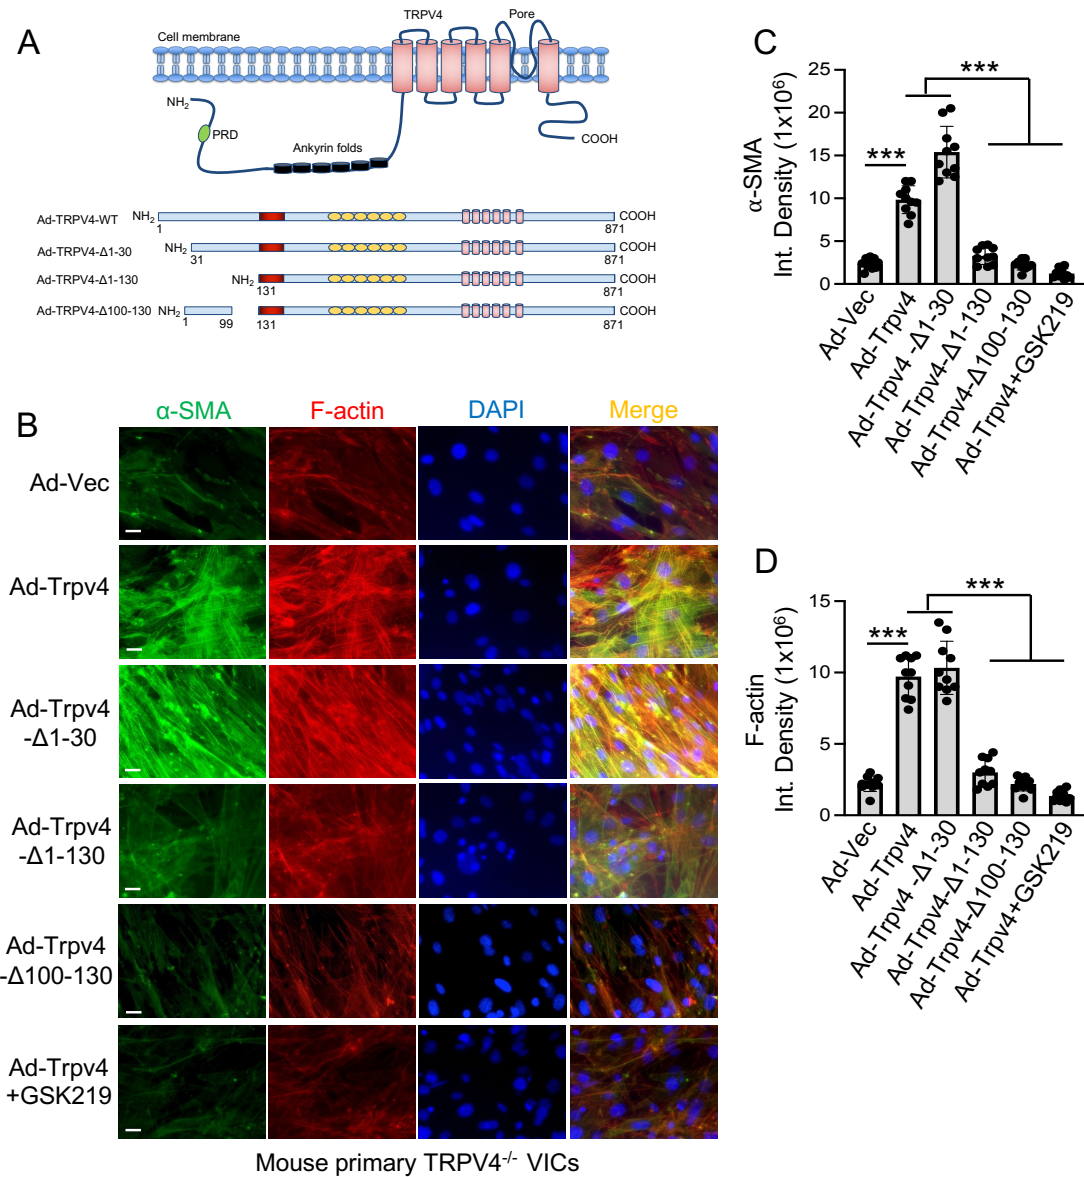 A
TRPV4
Pore
Cell membrane
NH2
PRD
Ankyrin folds
COOH
Ad-TRPV4-WT
NH2
COOH
1
871
Ad-TRPV4-Δ1-30
NH2
COOH
31
871
Ad-TRPV4-Δ1-130
NH2
COOH
131
871
Ad-TRPV4-Δ100-130
NH2
COOH
1
99
131
871
B
α-SMA
F-actin
DAPI
Merge
Ad-Vec
Ad-Trpv4
Ad-Trpv4
-Δ1-30
Ad-Trpv4
-Δ1-130
Ad-Trpv4
-Δ100-130
Ad-Trpv4
+GSK219
Mouse primary TRPV4-/- VICs
C
α-SMA
Int. Density (1x10⁶)
25
20
15
10
5
0
***
***
Ad-Vec
Ad-Trpv4
Ad-Trpv4 -Δ1-30
Ad-Trpv4-Δ1-130
Ad-Trpv4-Δ100-130
Ad-Trpv4+GSK219
D
F-actin
Int. Density (1x10⁶)
15
10
5
0
***
***
Ad-Vec
Ad-Trpv4
Ad-Trpv4 -Δ1-30
Ad-Trpv4-Δ1-130
Ad-Trpv4-Δ100-130
Ad-Trpv4+GSK219